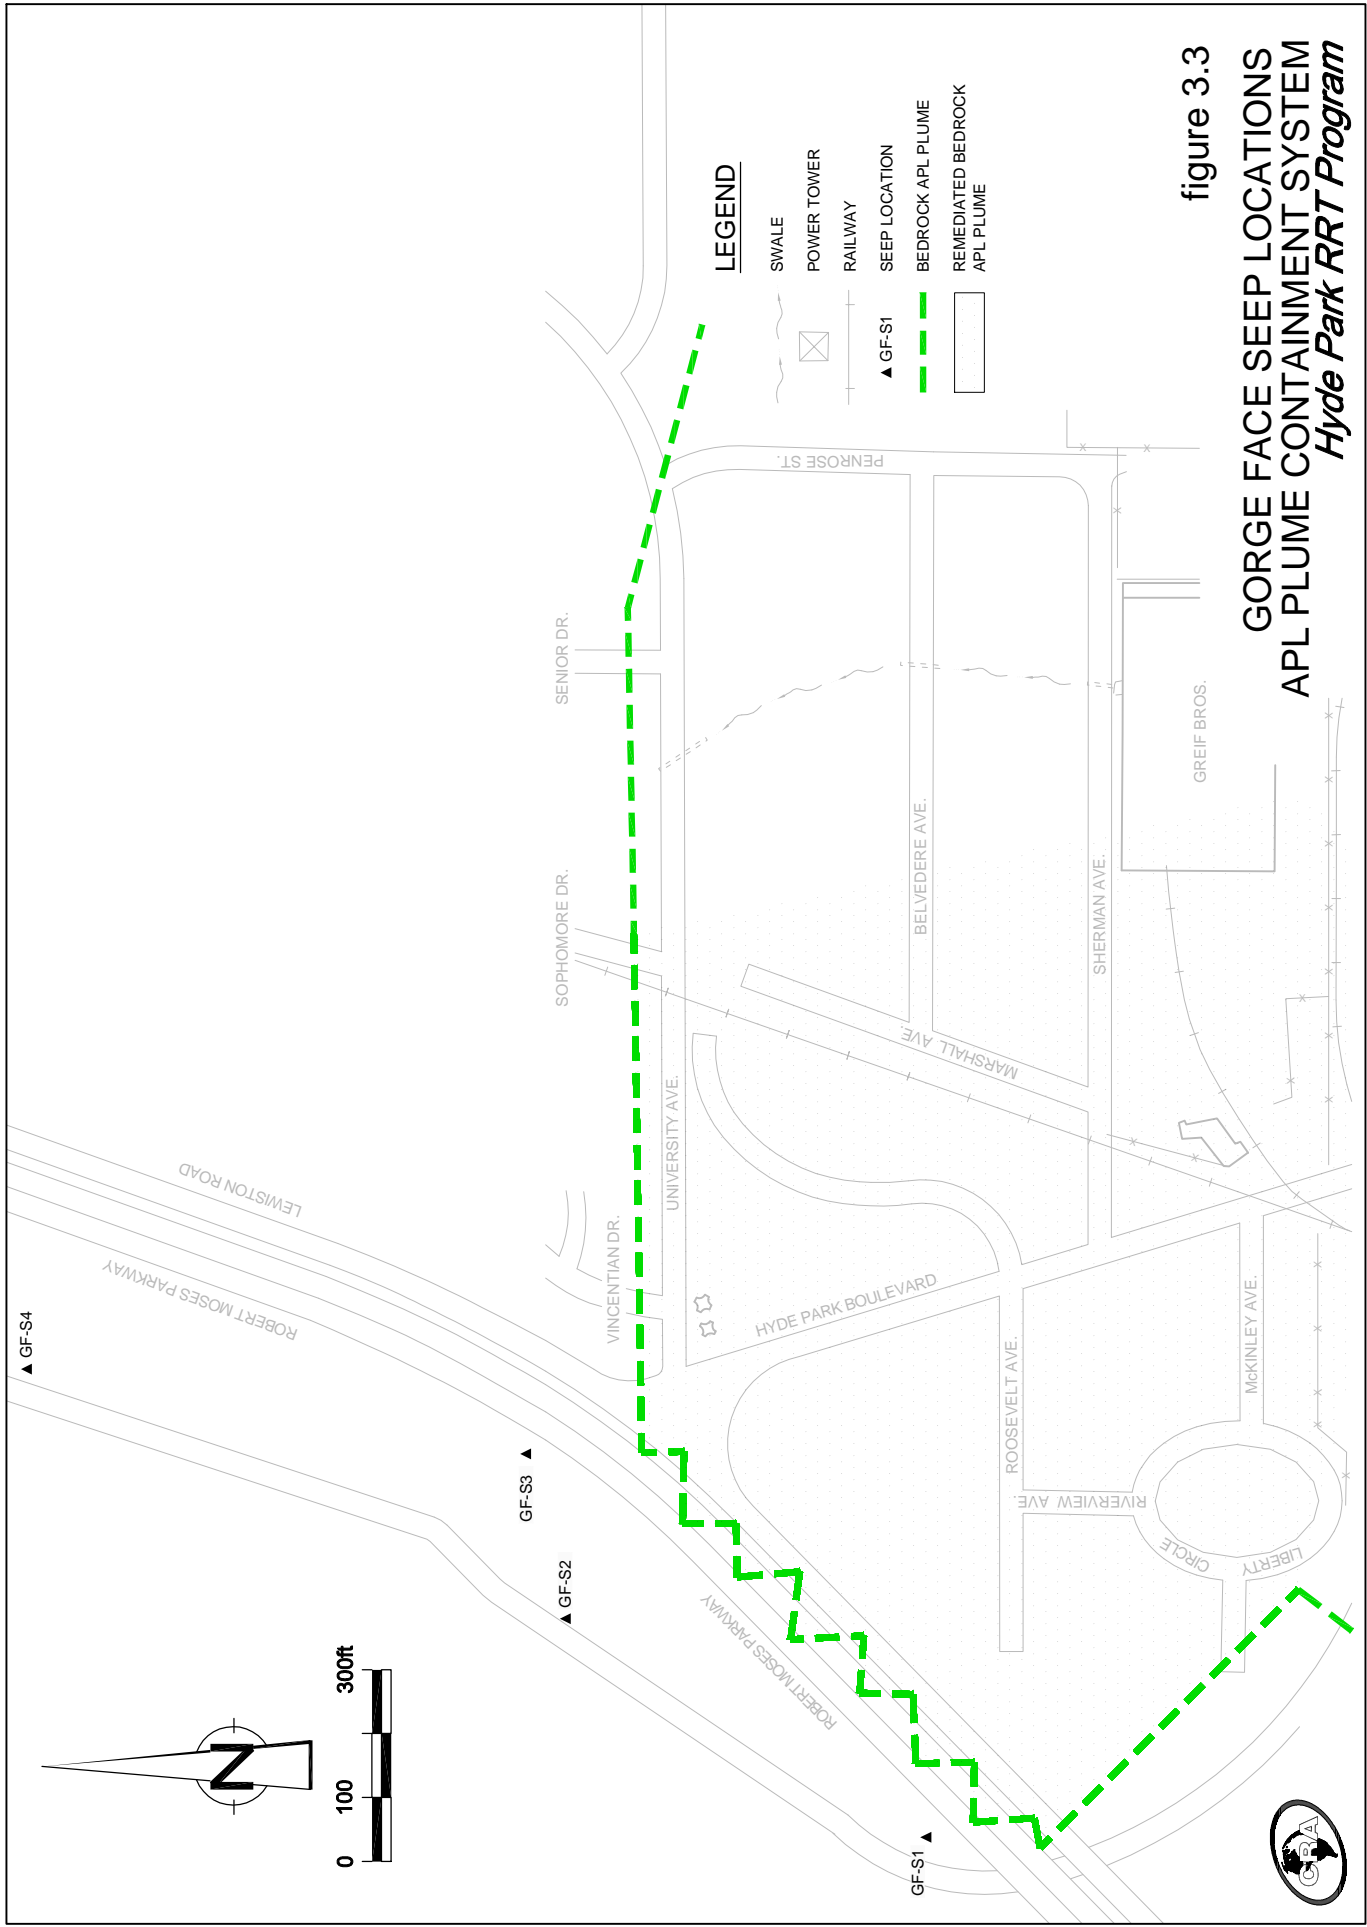 figure 3.3
GORGE FACE SEEP LOCATIONS
APL PLUME CONTAINMENT SYSTEM
Hyde Park RRT Program
LEGEND
SWALE
POWER TOWER
RAILWAY
GF-S1
SEEP LOCATION
BEDROCK APL PLUME
REMEDIATED BEDROCK
APL PLUME
N
0
100
300ft
GF-S4
GF-S3
GF-S2
GF-S1
LEWISTON ROAD
ROBERT MOSES PARKWAY
ROBERT MOSES PARKWAY
VINCENTIAN DR.
SOPHOMORE DR.
SENIOR DR.
UNIVERSITY AVE.
PENROSE ST.
HYDE PARK BOULEVARD
MARSHALL AVE.
BELVEDERE AVE.
SHERMAN AVE.
ROOSEVELT AVE.
RIVERVIEW AVE.
McKINLEY AVE.
LIBERTY
CIRCLE
GREIF BROS.
CRA